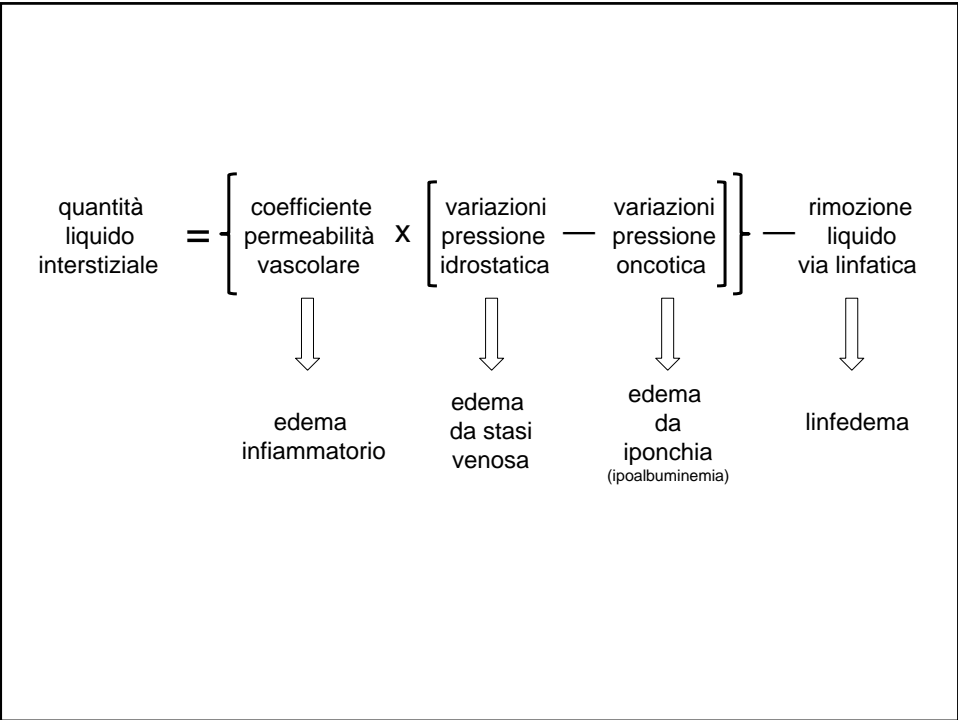 quantità
liquido
interstiziale
=
coefficiente
permeabilità
vascolare
x
variazioni
pressione
idrostatica
—
variazioni
pressione
oncotica
—
rimozione
liquido
via linfatica
edema
infiammatorio
edema
da stasi
venosa
edema
da
iponchia
(ipoalbuminemia)
linfedema